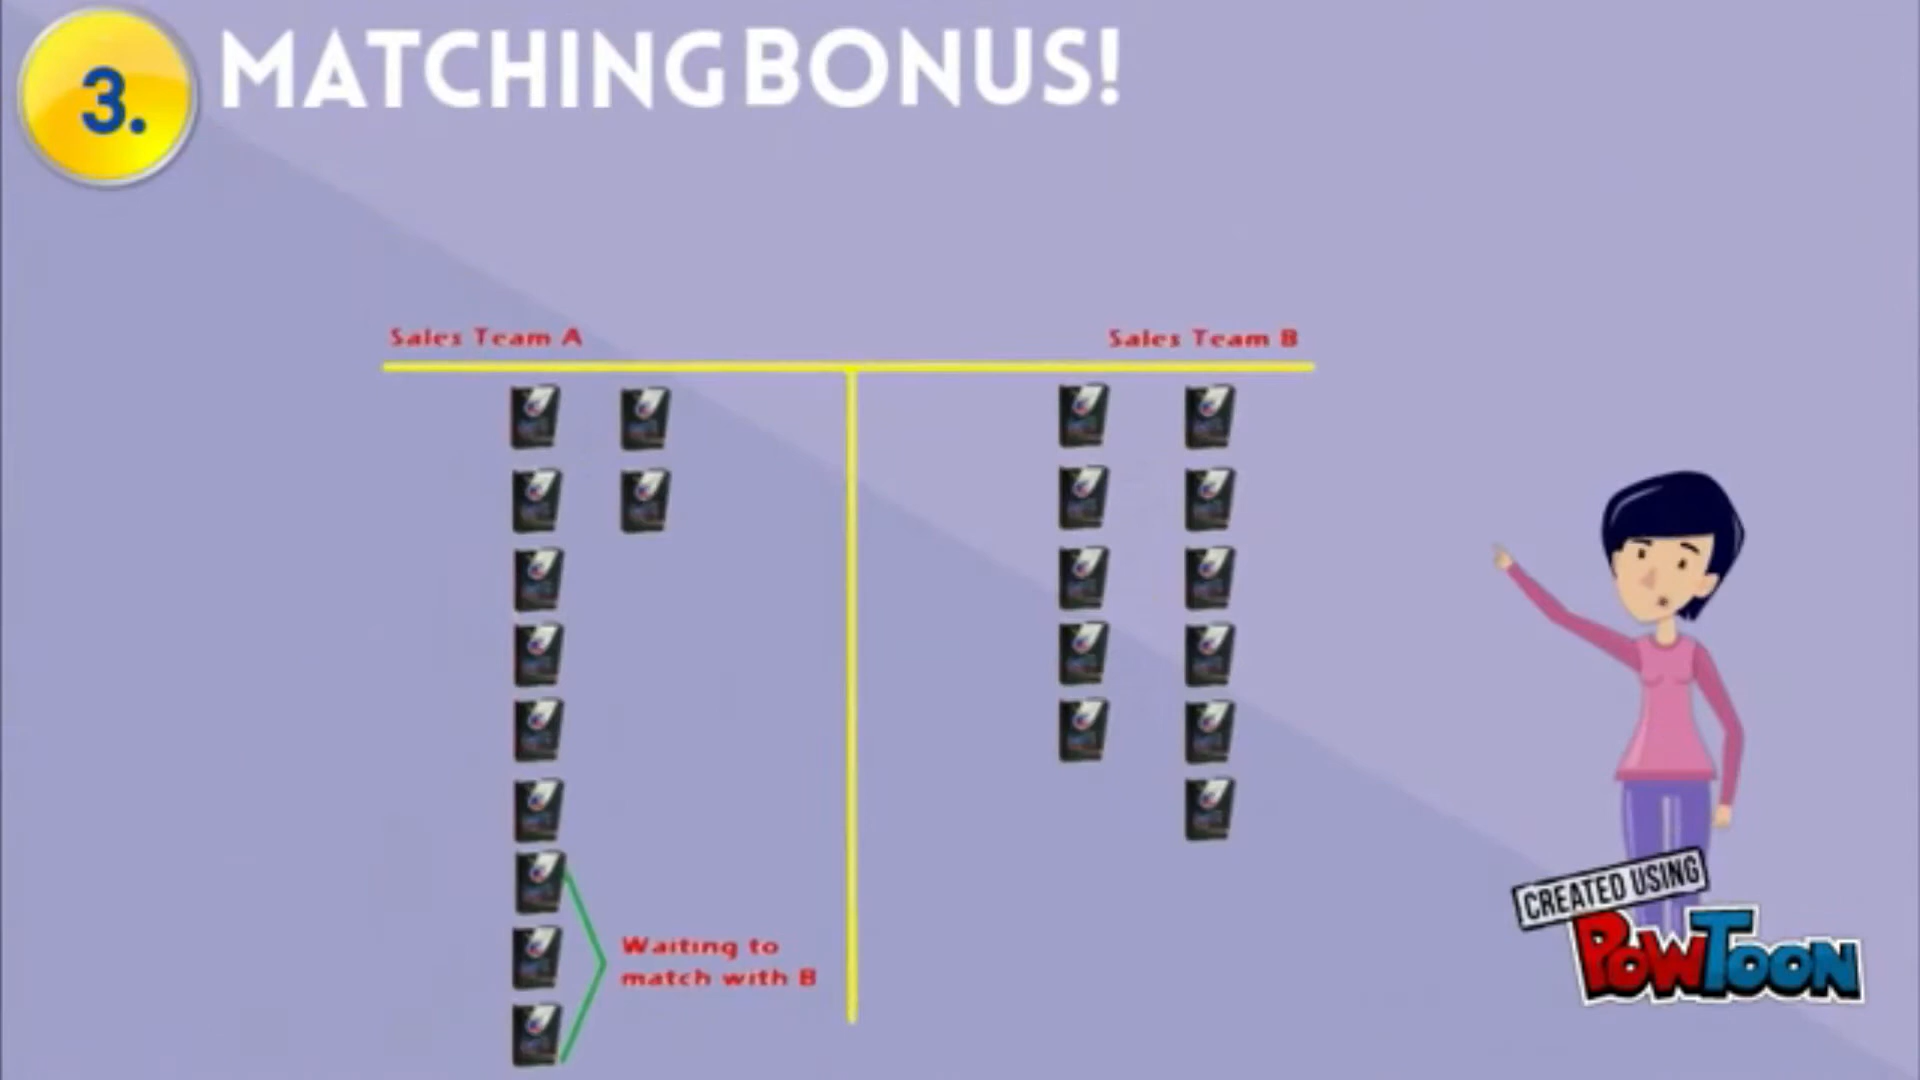 3.
MATCHING BONUS!
Sales Team A
Sales Team B
Waiting to
match with B
CREATED USING
POWTOON